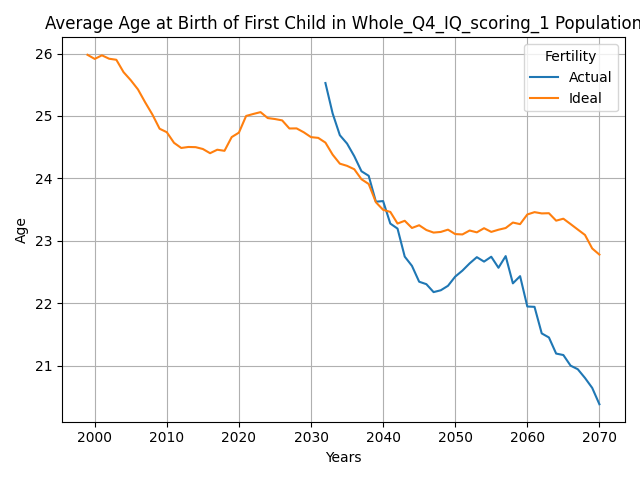 Average Age at Birth of First Child in Whole_Q4_IQ_scoring_1 Population
Fertility
Actual
Ideal
26
25
24
23
22
21
Age
2000 2010 2020 2030 2040 2050 2060 2070
Years